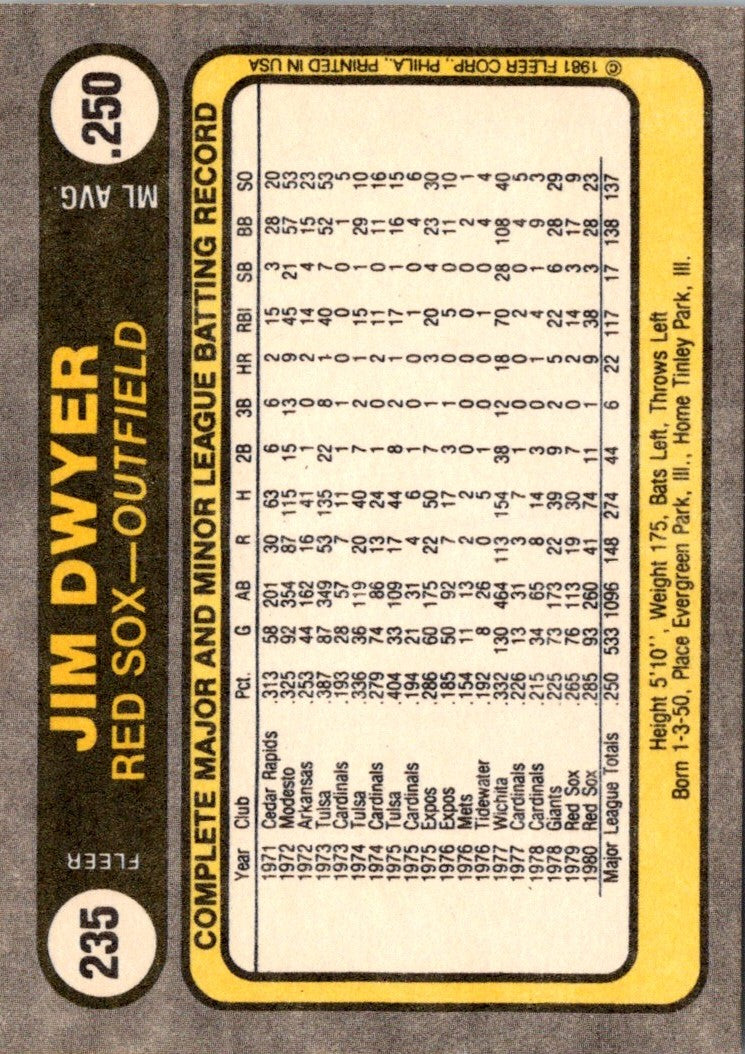 235
FLEER
JIM DWYER
RED SOX—OUTFIELD
ML AVG.
.250
COMPLETE MAJOR AND MINOR LEAGUE BATTING RECORD
Year Club Pct. G AB R H 2B 3B HR RBI SB BB SO
1971 Cedar Rapids .313 58 201 30 63 6 6 2 15 3 28 20
1972 Modesto .325 92 354 87 115 15 13 9 45 21 57 53
1972 Arkansas .253 44 162 16 41 1 0 2 14 4 15 23
1973 Tulsa .387 87 349 53 135 22 8 1 40 7 52 53
1973 Cardinals .193 28 57 7 11 1 1 0 0 0 1 5
1974 Tulsa .336 36 119 20 40 7 2 1 15 1 29 10
1974 Cardinals .279 74 86 13 24 1 0 2 11 0 11 16
1975 Tulsa .404 33 109 17 44 8 2 1 17 1 16 15
1975 Cardinals .194 21 31 4 6 1 0 0 1 0 4 6
1975 Expos .286 60 175 22 50 7 1 3 20 4 23 30
1976 Expos .185 50 92 7 17 3 1 0 5 0 11 10
1976 Mets .154 11 13 2 2 0 0 0 0 0 2 1
1976 Tidewater .192 8 26 0 5 1 0 0 1 0 4 4
1977 Wichita .332 130 464 113 154 38 12 18 70 28 108 40
1977 Cardinals .226 13 31 3 7 1 0 0 2 0 4 5
1978 Cardinals .215 34 65 8 14 3 0 1 4 1 9 3
1978 Giants .225 73 173 22 39 9 2 5 22 6 28 29
1979 Red Sox .265 76 113 19 30 7 0 2 14 3 17 9
1980 Red Sox .285 93 260 41 74 11 1 9 38 3 28 23
Major League Totals .250 533 1096 148 274 44 6 22 117 17 138 137
Height 5'10", Weight 175, Bats Left, Throws Left
Born 1-3-50, Place Evergreen Park, Ill., Home Tinley Park, Ill.
© 1981 FLEER CORP., PHILA., PRINTED IN USA